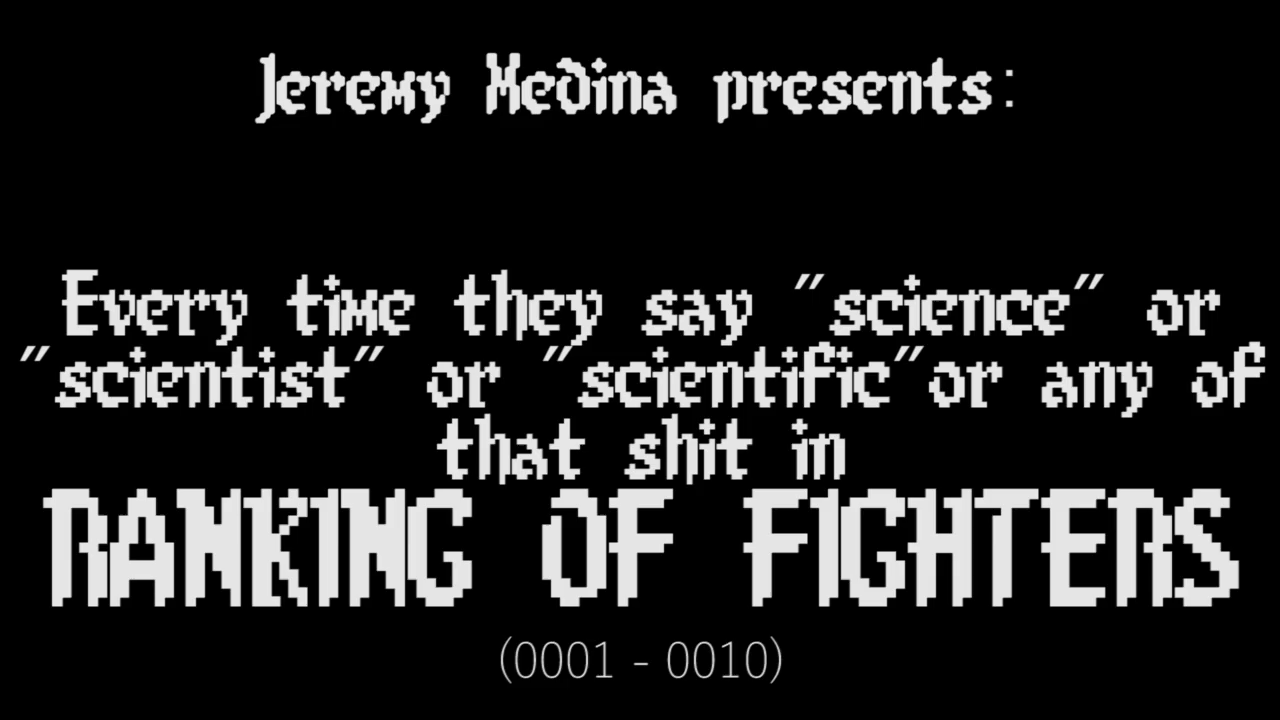 Jeremy Medina presents:
Every time they say "science" or
"scientist" or "scientific"or any of
that shit in
RANKING OF FIGHTERS
(0001 - 0010)